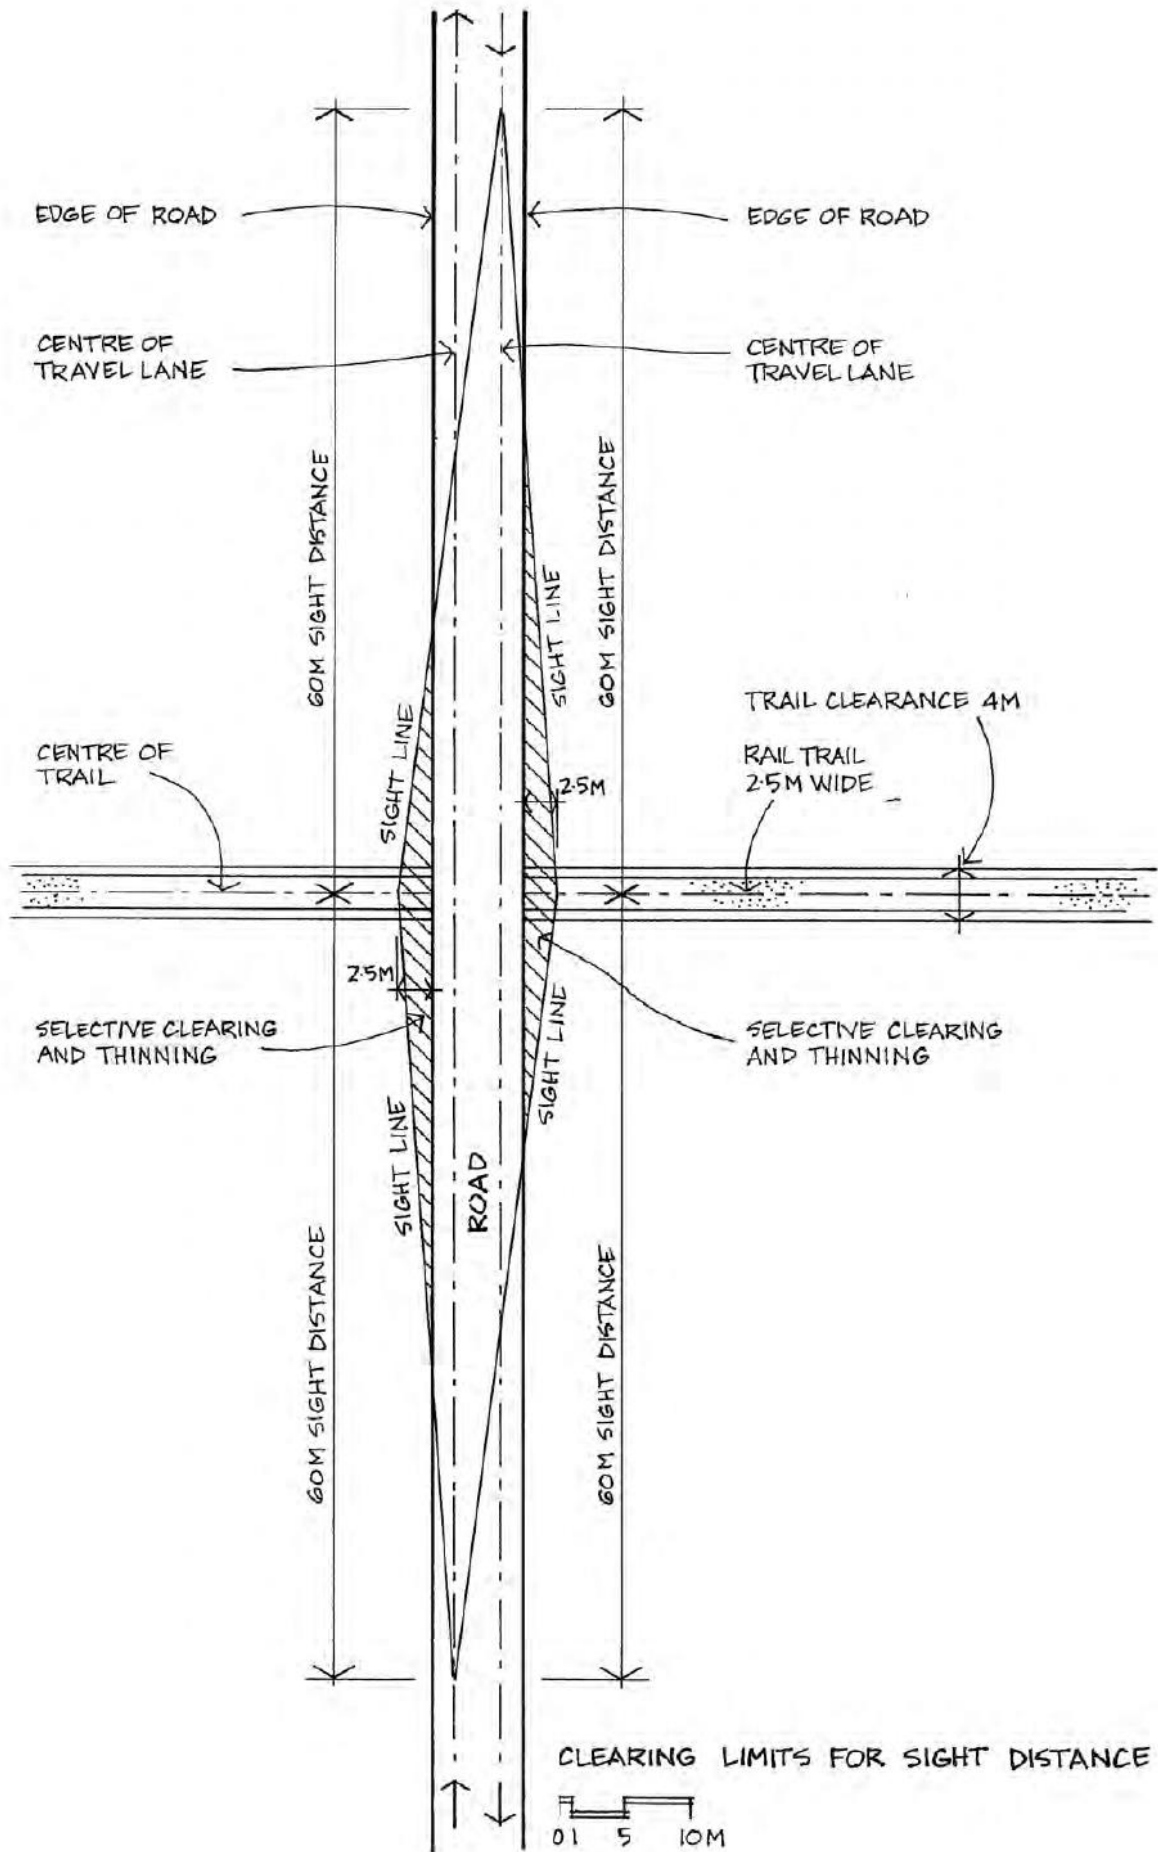 EDGE OF ROAD
EDGE OF ROAD
CENTRE OF
TRAVEL LANE
CENTRE OF
TRAVEL LANE
60M SIGHT DISTANCE
60M SIGHT DISTANCE
SIGHT LINE
SIGHT LINE
TRAIL CLEARANCE 4M
CENTRE OF
TRAIL
RAIL TRAIL
2.5M WIDE
2.5M
2.5M
SELECTIVE CLEARING
AND THINNING
SELECTIVE CLEARING
AND THINNING
SIGHT LINE
SIGHT LINE
ROAD
60M SIGHT DISTANCE
60M SIGHT DISTANCE
CLEARING LIMITS FOR SIGHT DISTANCE
0 1 5 10M